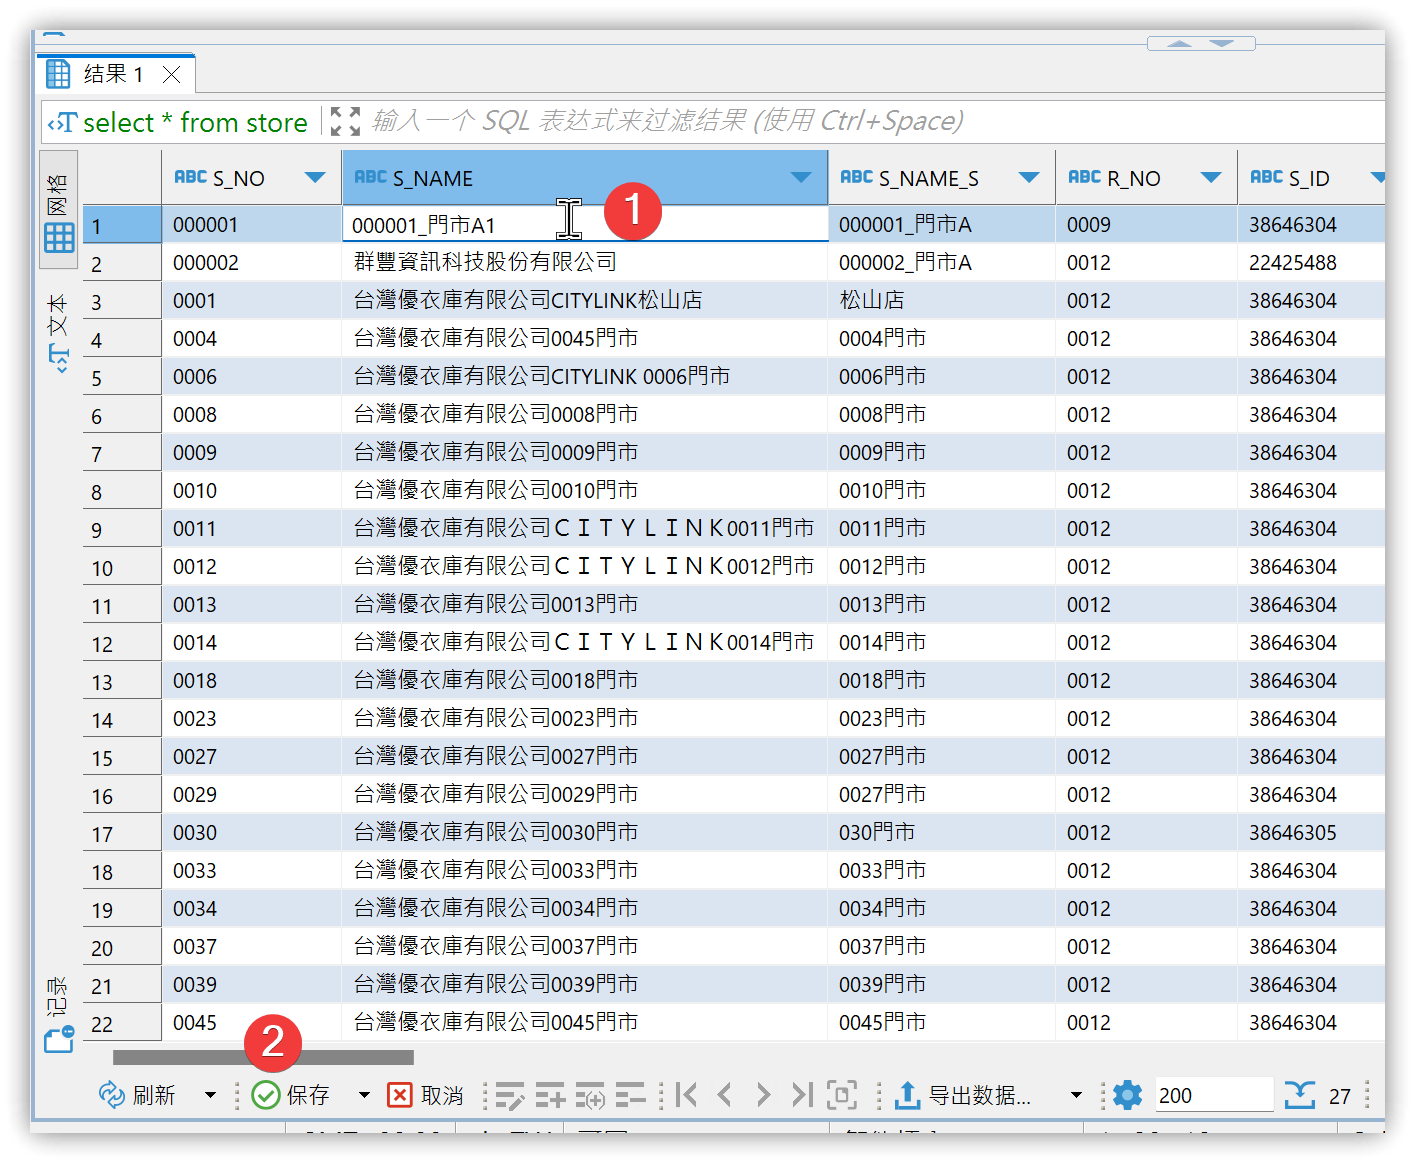 结果 1
select * from store 输入一个 SQL 表达式来过滤结果 (使用 Ctrl+Space)
网格
文本
记录
ABC S_NO ABC S_NAME ABC S_NAME_S ABC R_NO ABC S_ID
1 000001 000001_門市A1 000001_門市A 0009 38646304
1
2 000002 群豐資訊科技股份有限公司 000002_門市A 0012 22425488
3 0001 台灣優衣庫有限公司CITYLINK松山店 松山店 0012 38646304
4 0004 台灣優衣庫有限公司0045門市 0004門市 0012 38646304
5 0006 台灣優衣庫有限公司CITYLINK 0006門市 0006門市 0012 38646304
6 0008 台灣優衣庫有限公司0008門市 0008門市 0012 38646304
7 0009 台灣優衣庫有限公司0009門市 0009門市 0012 38646304
8 0010 台灣優衣庫有限公司0010門市 0010門市 0012 38646304
9 0011 台灣優衣庫有限公司ＣＩＴＹＬＩＮＫ0011門市 0011門市 0012 38646304
10 0012 台灣優衣庫有限公司ＣＩＴＹＬＩＮＫ0012門市 0012門市 0012 38646304
11 0013 台灣優衣庫有限公司0013門市 0013門市 0012 38646304
12 0014 台灣優衣庫有限公司ＣＩＴＹＬＩＮＫ0014門市 0014門市 0012 38646304
13 0018 台灣優衣庫有限公司0018門市 0018門市 0012 38646304
14 0023 台灣優衣庫有限公司0023門市 0023門市 0012 38646304
15 0027 台灣優衣庫有限公司0027門市 0027門市 0012 38646304
16 0029 台灣優衣庫有限公司0029門市 0027門市 0012 38646304
17 0030 台灣優衣庫有限公司0030門市 030門市 0012 38646305
18 0033 台灣優衣庫有限公司0033門市 0033門市 0012 38646304
19 0034 台灣優衣庫有限公司0034門市 0034門市 0012 38646304
20 0037 台灣優衣庫有限公司0037門市 0037門市 0012 38646304
21 0039 台灣優衣庫有限公司0039門市 0039門市 0012 38646304
22 0045 台灣優衣庫有限公司0045門市 0045門市 0012 38646304
2
刷新 保存 取消 导出数据... 200 27